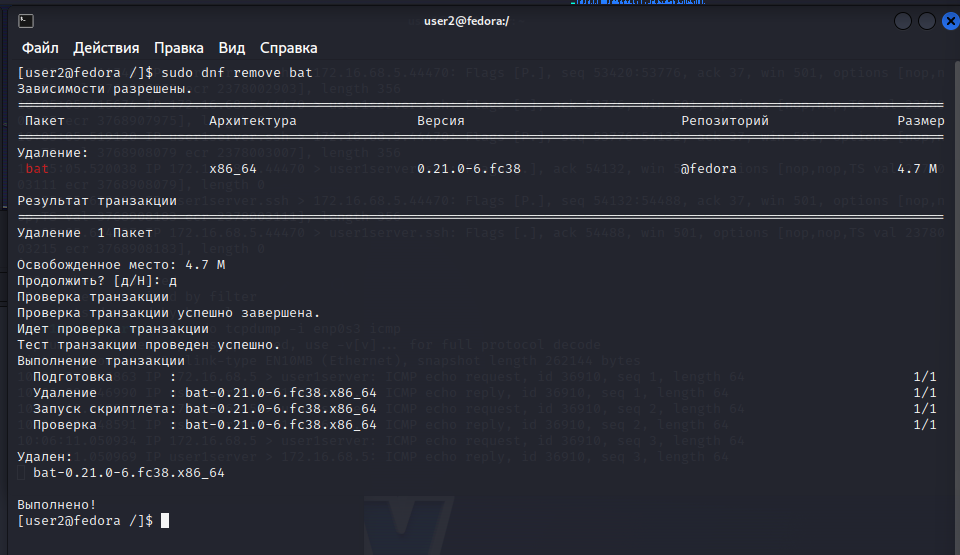 user2@fedora:/
Файл Действия Правка Вид Справка
[user2@fedora /]$ sudo dnf remove bat
Зависимости разрешены.
Пакет Архитектура Версия Репозиторий Размер
Удаление:
bat x86_64 0.21.0-6.fc38 @fedora 4.7 M
Результат транзакции
Удаление 1 Пакет
Освобожденное место: 4.7 M
Продолжить? [д/Н]: д
Проверка транзакции
Проверка транзакции успешно завершена.
Идет проверка транзакции
Тест транзакции проведен успешно.
Выполнение транзакции
Подготовка : 1/1
Удаление : bat-0.21.0-6.fc38.x86_64 1/1
Запуск скриптлета: bat-0.21.0-6.fc38.x86_64 1/1
Проверка : bat-0.21.0-6.fc38.x86_64 1/1
Удален:
bat-0.21.0-6.fc38.x86_64
Выполнено!
[user2@fedora /]$